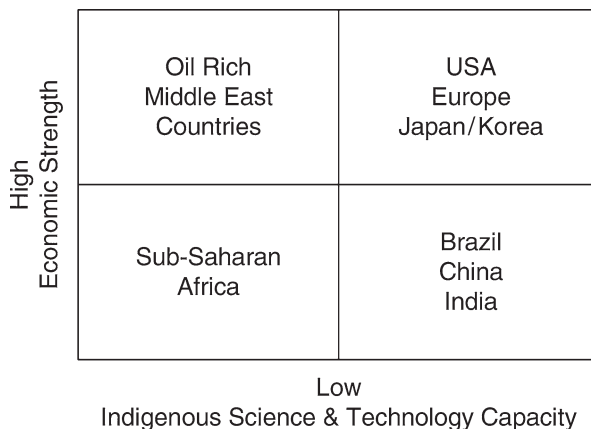 Oil Rich
Middle East
Countries
USA
Europe
Japan/Korea
High
Economic Strength
Sub-Saharan
Africa
Brazil
China
India
Low
Indigenous Science & Technology Capacity